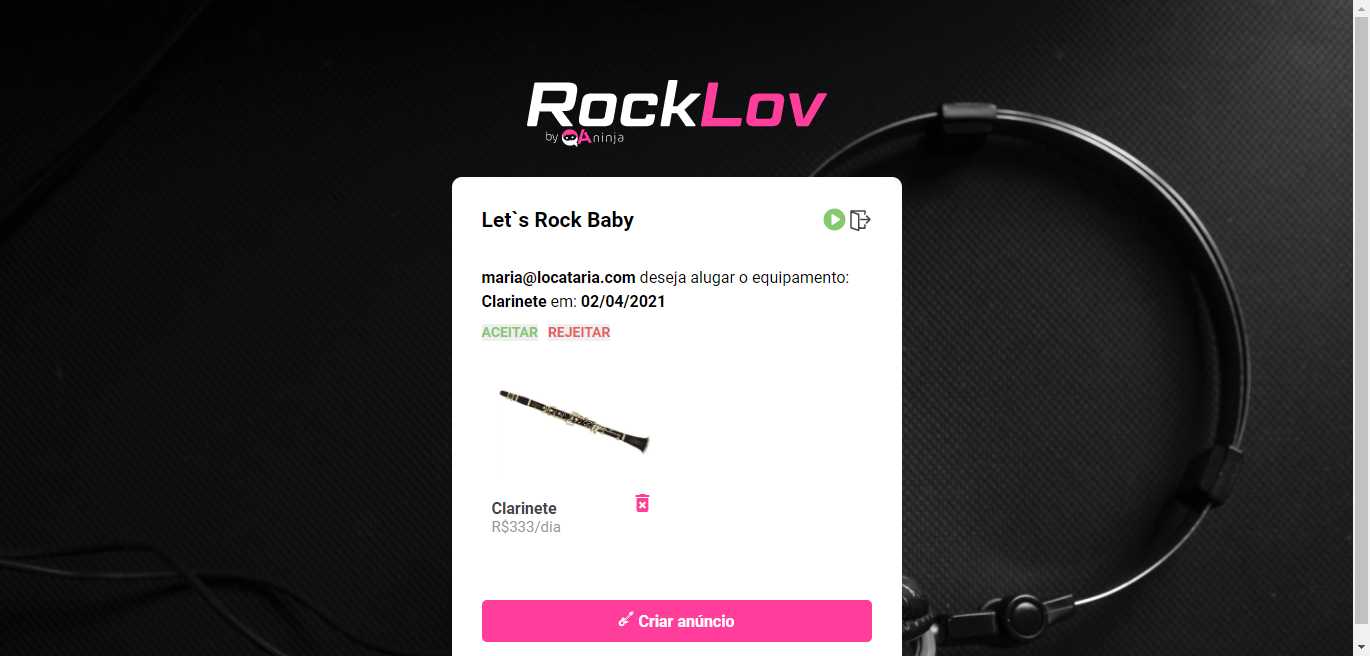 RockLov
by QAninja
Let`s Rock Baby
maria@locataria.com deseja alugar o equipamento:
Clarinete em: 02/04/2021
ACEITAR REJEITAR
Clarinete
R$333/dia
Criar anúncio